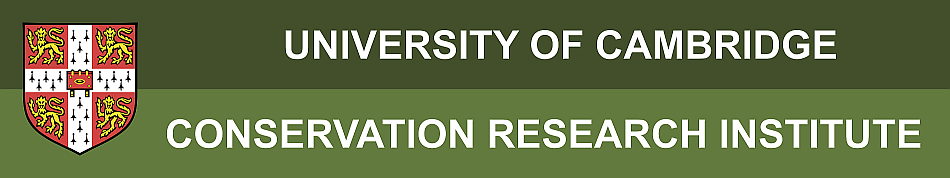 UNIVERSITY OF CAMBRIDGE
CONSERVATION RESEARCH INSTITUTE